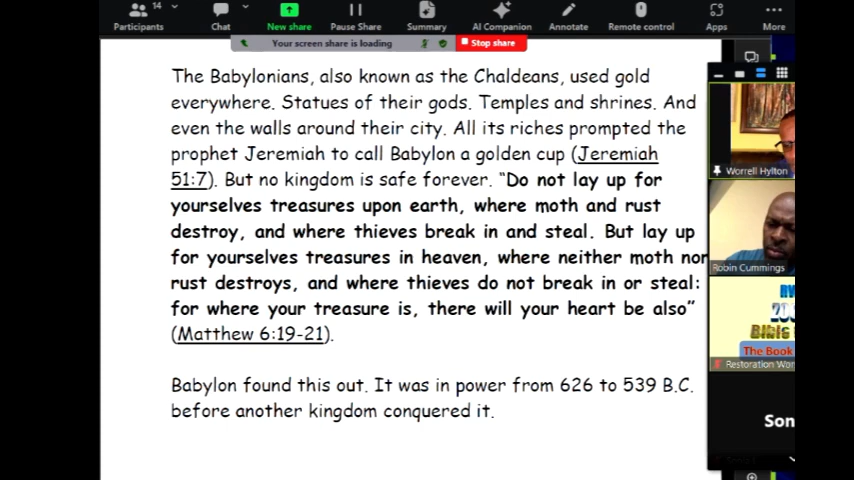 14
Participants
Chat
New share
Pause Share
Summary
AI Companion
Annotate
Remote control
Apps
More
Your screen share is loading
Stop share
The Babylonians, also known as the Chaldeans, used gold
everywhere. Statues of their gods. Temples and shrines. And
even the walls around their city. All its riches prompted the
prophet Jeremiah to call Babylon a golden cup (Jeremiah
51:7). But no kingdom is safe forever. “Do not lay up for
yourselves treasures upon earth, where moth and rust
destroy, and where thieves break in and steal. But lay up
for yourselves treasures in heaven, where neither moth nor
rust destroys, and where thieves do not break in or steal:
for where your treasure is, there will your heart be also”
(Matthew 6:19-21).
Babylon found this out. It was in power from 626 to 539 B.C.
before another kingdom conquered it.
Worrell Hylton
Robin Cummings
The Book
Restoration Wor
Son